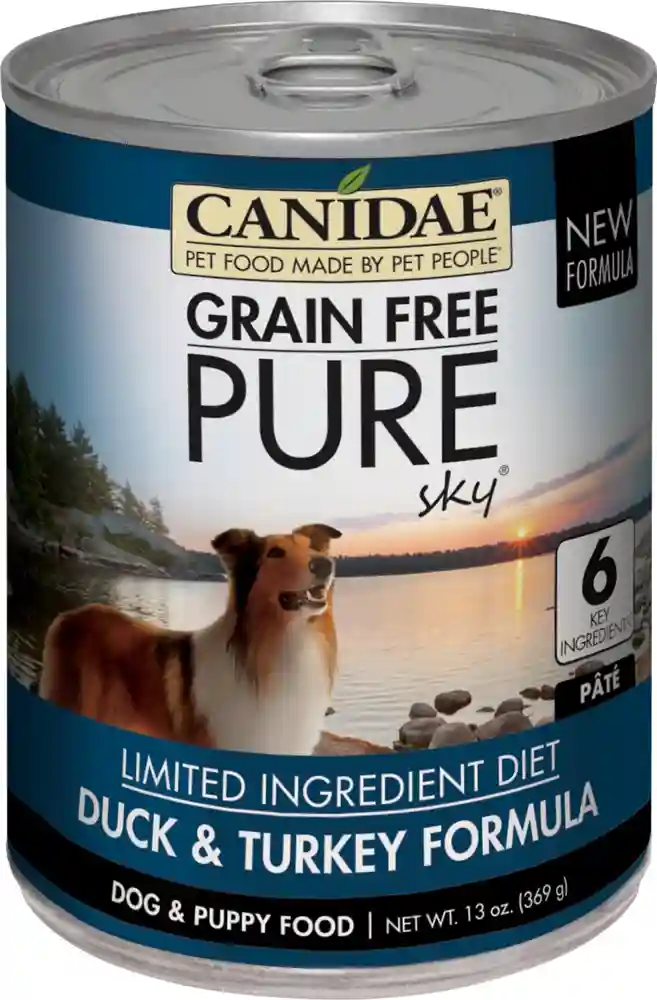 CANIDAE®
PET FOOD MADE BY PET PEOPLE®
NEW
FORMULA
GRAIN FREE
PURE
sky®
6
KEY
INGREDIENTS
PÂTÉ
LIMITED INGREDIENT DIET
DUCK & TURKEY FORMULA
DOG & PUPPY FOOD | NET WT. 13 oz. (369 g)